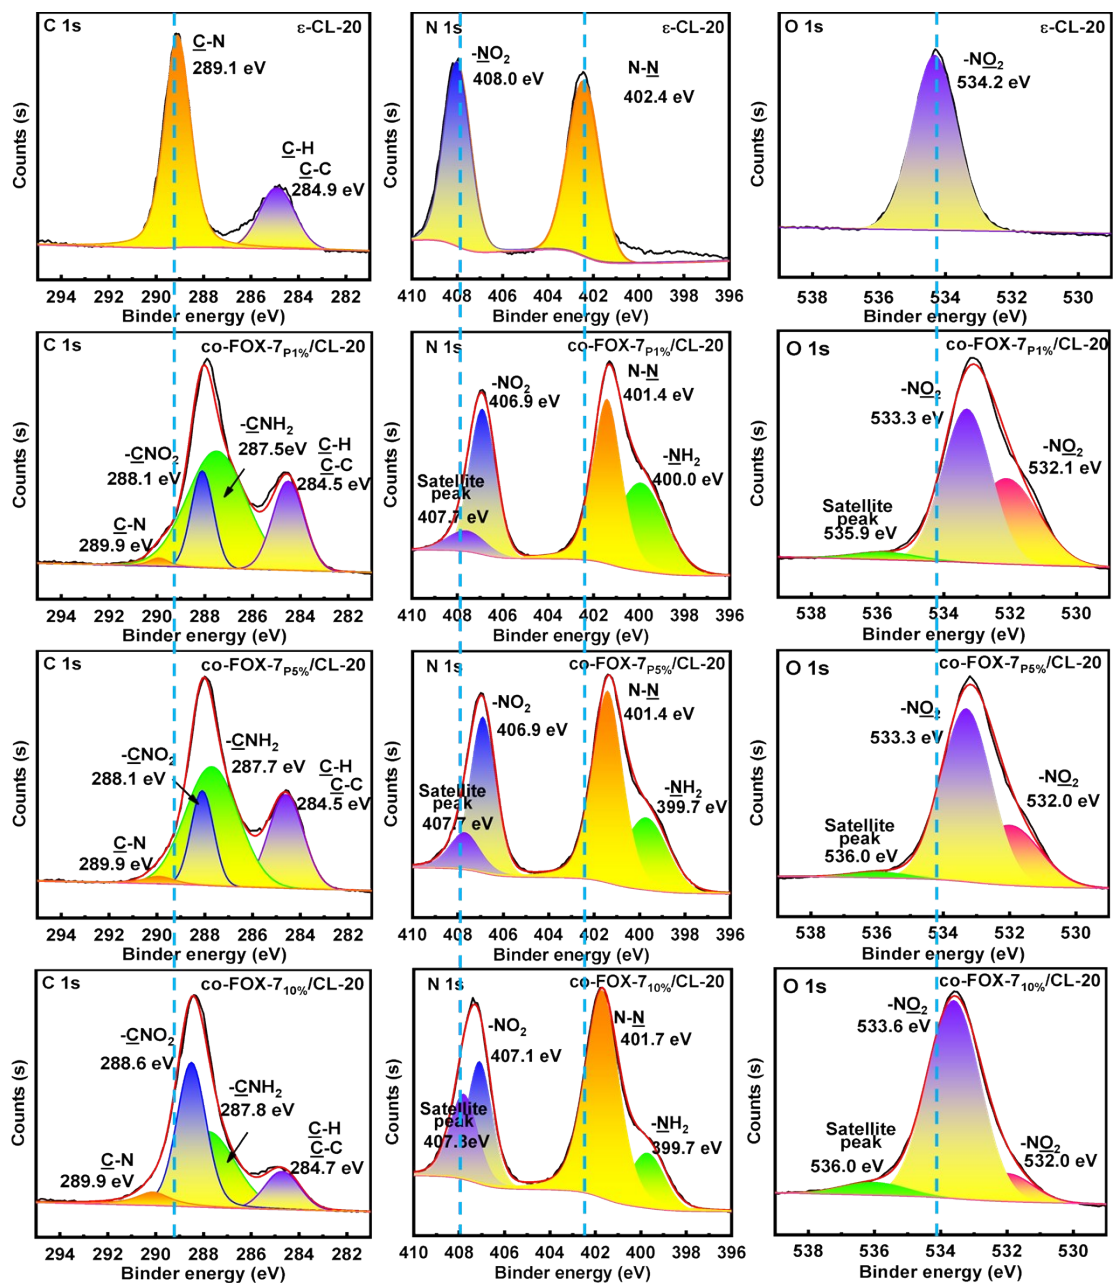 C 1s
ε-CL-20
C-N
289.1 eV
C-H
C-C
284.9 eV
Counts (s)
294 292 290 288 286 284 282
Binder energy (eV)
N 1s
ε-CL-20
-NO2
408.0 eV
N-N
402.4 eV
Counts (s)
410 408 406 404 402 400 398 396
Binder energy (eV)
O 1s
ε-CL-20
-NO2
534.2 eV
Counts (s)
538 536 534 532 530
Binder energy (eV)
C 1s
co-FOX-7P1%/CL-20
-CNO2
288.1 eV
-CNH2
287.5eV
C-H
C-C
284.5 eV
C-N
289.9 eV
Counts (s)
294 292 290 288 286 284 282
Binder energy (eV)
N 1s
co-FOX-7P1%/CL-20
-NO2
406.9 eV
N-N
401.4 eV
-NH2
400.0 eV
Satellite
peak
407.7 eV
Counts (s)
410 408 406 404 402 400 398 396
Binder energy (eV)
O 1s
co-FOX-7P1%/CL-20
-NO2
533.3 eV
-NO2
532.1 eV
Satellite
peak
535.9 eV
Counts (s)
538 536 534 532 530
Binder energy (eV)
C 1s
co-FOX-7P5%/CL-20
-CNO2
288.1 eV
-CNH2
287.7 eV
C-H
C-C
284.5 eV
C-N
289.9 eV
Counts (s)
294 292 290 288 286 284 282
Binder energy (eV)
N 1s
co-FOX-7P5%/CL-20
-NO2
406.9 eV
N-N
401.4 eV
-NH2
399.7 eV
Satellite
peak
407.7 eV
Counts (s)
410 408 406 404 402 400 398 396
Binder energy (eV)
O 1s
co-FOX-7P5%/CL-20
-NO2
533.3 eV
-NO2
532.0 eV
Satellite
peak
536.0 eV
Counts (s)
538 536 534 532 530
Binder energy (eV)
C 1s
co-FOX-710%/CL-20
-CNO2
288.6 eV
-CNH2
287.8 eV
C-H
C-C
284.7 eV
C-N
289.9 eV
Counts (s)
294 292 290 288 286 284 282
Binder energy (eV)
N 1s
co-FOX-710%/CL-20
-NO2
407.1 eV
N-N
401.7 eV
-NH2
399.7 eV
Satellite
peak
407.8eV
Counts (s)
410 408 406 404 402 400 398 396
Binder energy (eV)
O 1s
co-FOX-710%/CL-20
-NO2
533.6 eV
-NO2
532.0 eV
Satellite
peak
536.0 eV
Counts (s)
538 536 534 532 530
Binder energy (eV)